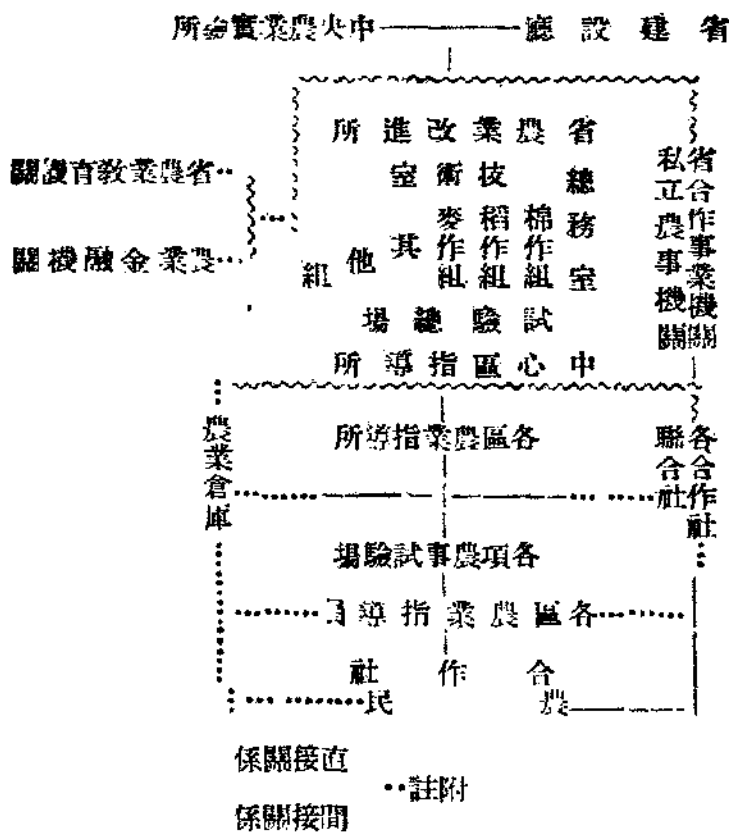 省建設廳
中央農業實驗所
省農業改進所
總務室
技術室
棉作組
稻作組
麥作組
其他組
試驗總場
中心區指導所
省合作事業機關
私立農事機關
省農業教育機關
農業金融機關
各區農業指導所
各合作社
聯合社
農業倉庫
各項農事試驗場
各區農業指導員
合作社
農民
附註
直接關係
間接關係